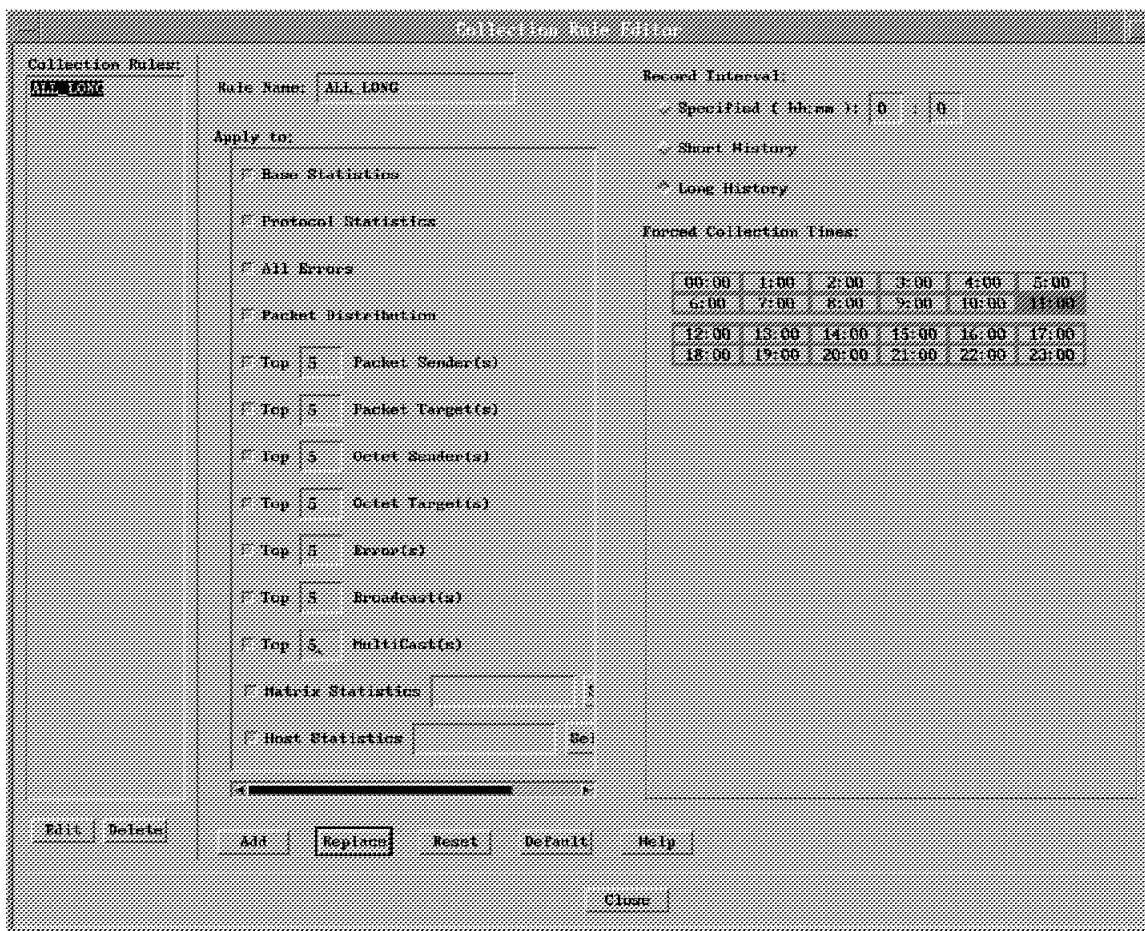 Collection Rule Editor
Collection Rules:
ALL LONG
Edit
Delete
Rule Name: ALL LONG
Apply to:
Base Statistics
Protocol Statistics
All Errors
Packet Distribution
Top 5 Packet Sender(s)
Top 5 Packet Target(s)
Top 5 Octet Sender(s)
Top 5 Octet Target(s)
Top 5 Error(s)
Top 5 Broadcast(s)
Top 5 MultiCast(s)
Matrix Statistics S
Host Statistics Sel
Record Interval:
Specified ( hh:mm ): 0 : 0
Short History
Long History
Forced Collection Times:
00:00 1:00 2:00 3:00 4:00 5:00
6:00 7:00 8:00 9:00 10:00 11:00
12:00 13:00 14:00 15:00 16:00 17:00
18:00 19:00 20:00 21:00 22:00 23:00
Add Replace Reset Default Help
Close